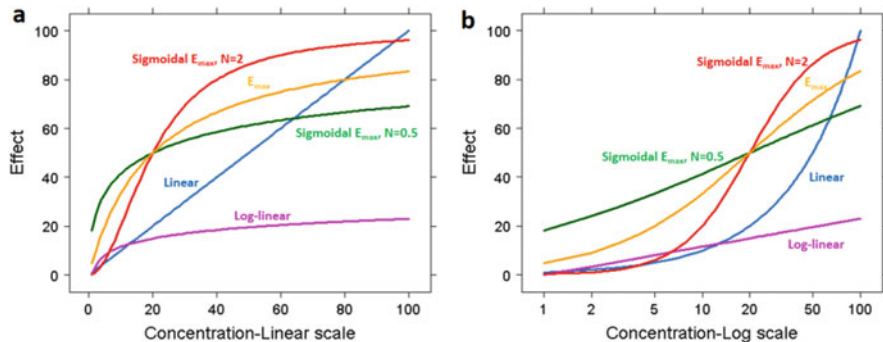 a
Effect
100
80
60
40
20
0
Sigmoidal Emax, N=2
Emax
Sigmoidal Emax, N=0.5
Linear
Log-linear
0 20 40 60 80 100
Concentration-Linear scale
b
Effect
100
80
60
40
20
0
Sigmoidal Emax, N=2
Emax
Sigmoidal Emax, N=0.5
Linear
Log-linear
1 2 5 10 20 50 100
Concentration-Log scale